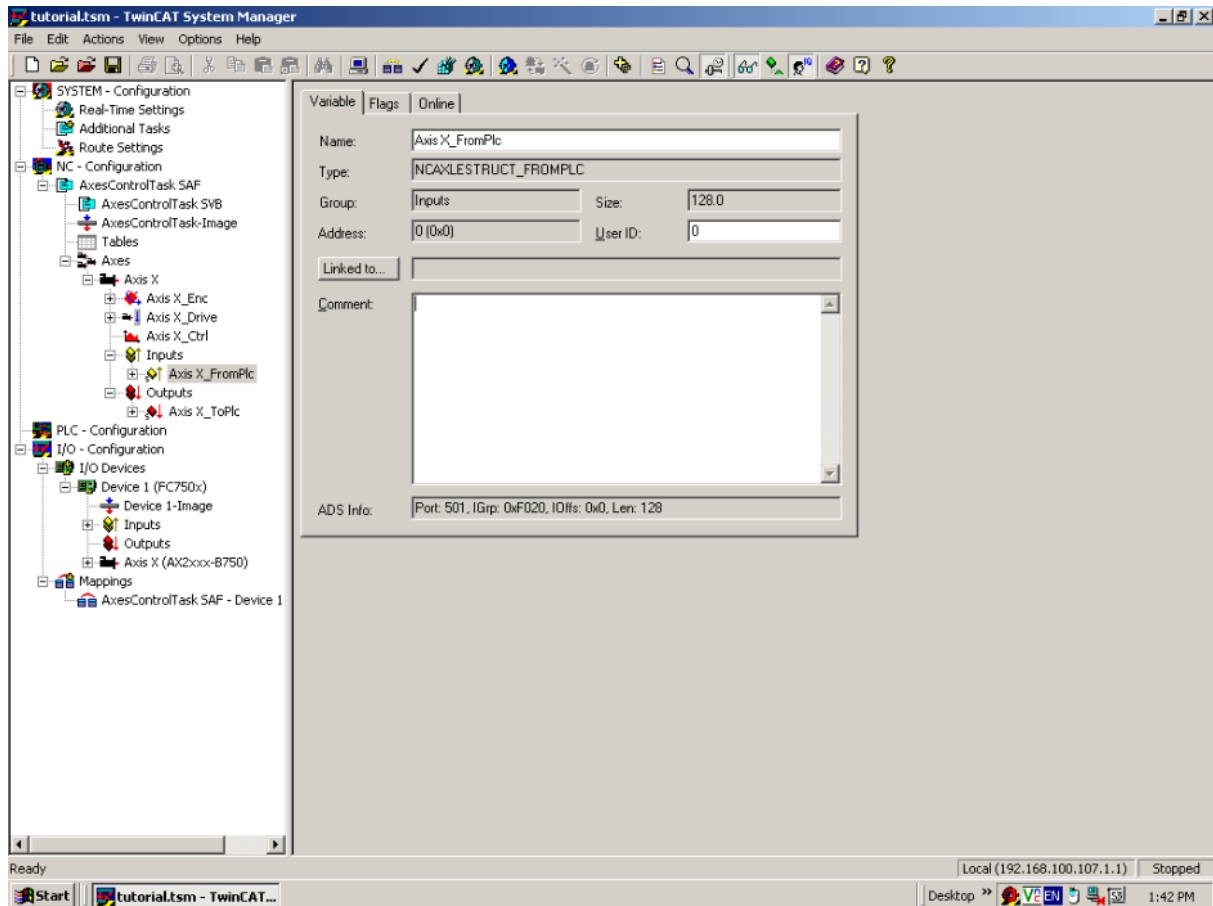 tutorial.tsm - TwinCAT System Manager
File Edit Actions View Options Help
SYSTEM - Configuration
Real-Time Settings
Additional Tasks
Route Settings
NC - Configuration
AxesControlTask SAF
AxesControlTask SVB
AxesControlTask-Image
Tables
Axes
Axis X
Axis X_Enc
Axis X_Drive
Axis X_Ctrl
Inputs
Axis X_FromPlc
Outputs
Axis X_ToPlc
PLC - Configuration
I/O - Configuration
I/O Devices
Device 1 (FC750x)
Device 1-Image
Inputs
Outputs
Axis X (AX2xxx-B750)
Mappings
AxesControlTask SAF - Device 1
Variable Flags Online
Name: Axis X_FromPlc
Type: NCAXLESTRUCT_FROMPLC
Group: Inputs Size: 128.0
Address: 0 (0x0) User ID: 0
Linked to...
Comment:
ADS Info: Port: 501, IGrp: 0xF020, IOffs: 0x0, Len: 128
Ready Local (192.168.100.107.1.1) Stopped
Start tutorial.tsm - TwinCAT... Desktop » EN 1:42 PM